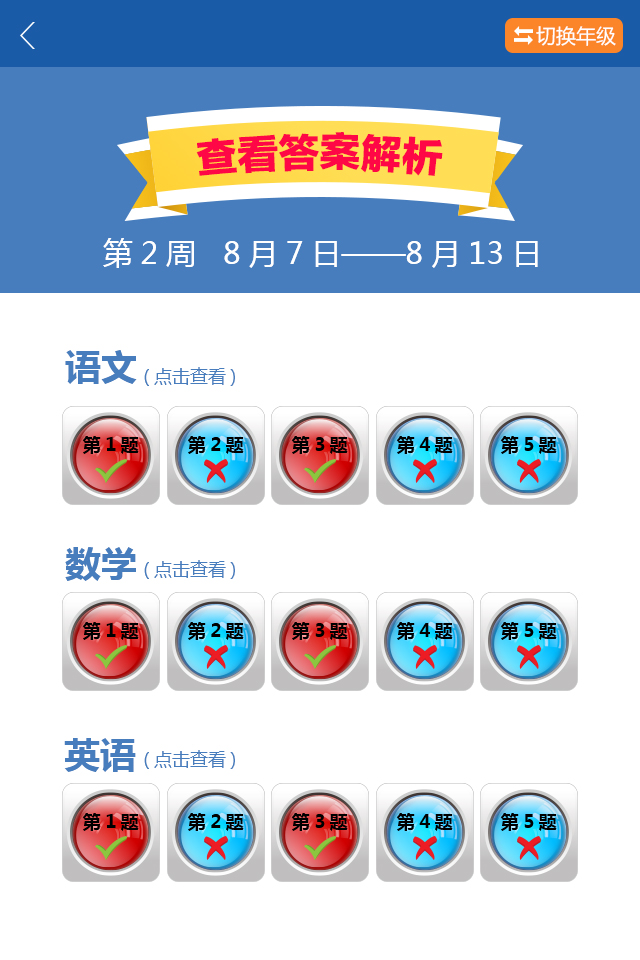 切换年级
查看答案解析
第2周 8月7日——8月13日
语文(点击查看)
第1题 第2题 第3题 第4题 第5题
数学(点击查看)
第1题 第2题 第3题 第4题 第5题
英语(点击查看)
第1题 第2题 第3题 第4题 第5题